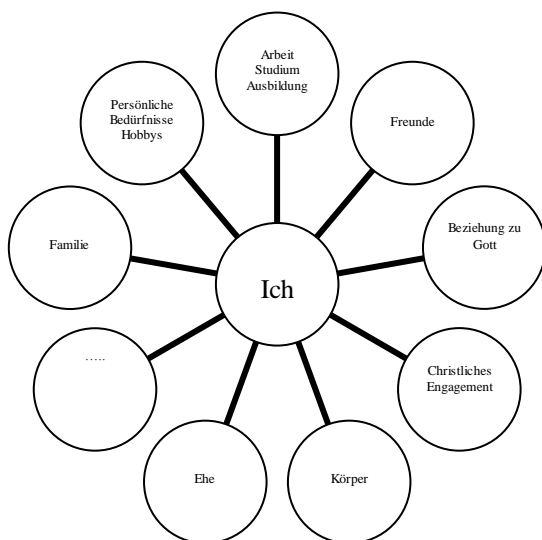 Arbeit
Studium
Ausbildung
Freunde
Beziehung zu
Gott
Christliches
Engagement
Körper
Ehe
.....
Familie
Persönliche
Bedürfnisse
Hobbys
Ich